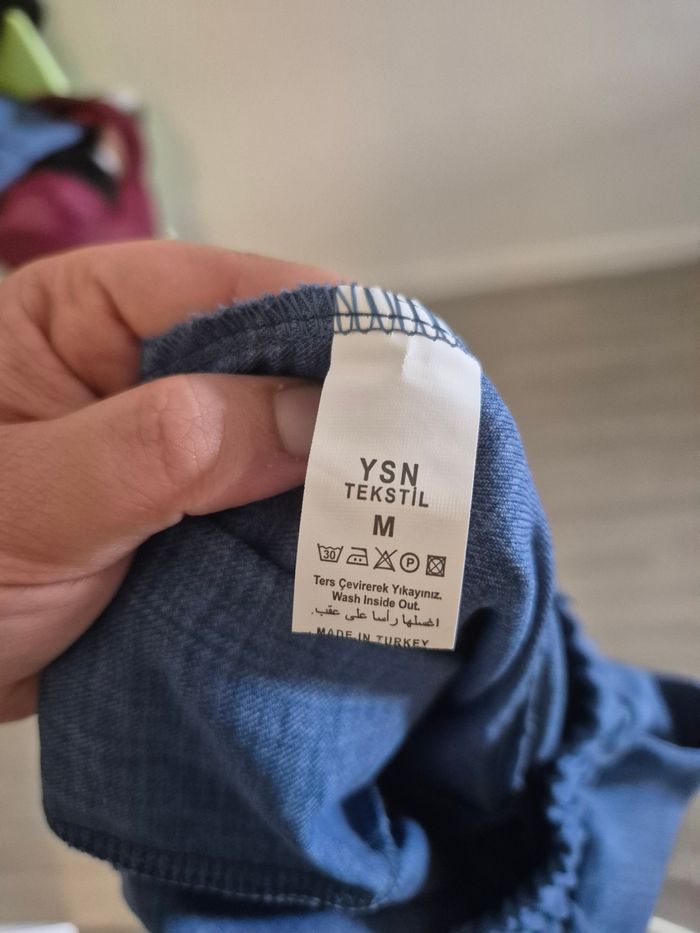 YSN
TEKSTİL
M
30 P
Ters Çevirerek Yıkayınız.
Wash Inside Out.
اغسلها رأسا على عقب.
MADE IN TURKEY